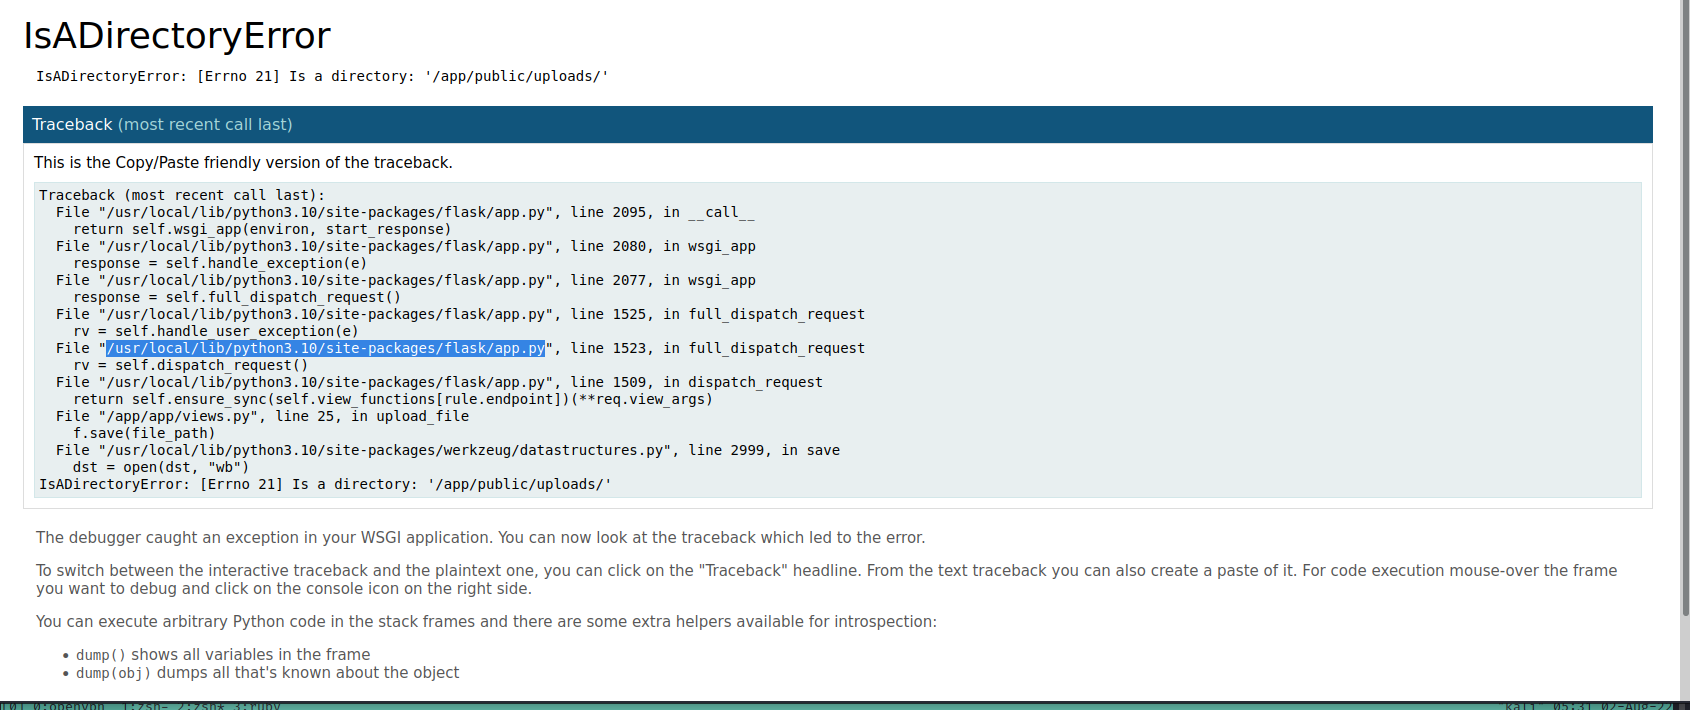 IsADirectoryError
IsADirectoryError: [Errno 21] Is a directory: '/app/public/uploads/'
Traceback (most recent call last)
This is the Copy/Paste friendly version of the traceback.
Traceback (most recent call last):
  File "/usr/local/lib/python3.10/site-packages/flask/app.py", line 2095, in __call__
    return self.wsgi_app(environ, start_response)
  File "/usr/local/lib/python3.10/site-packages/flask/app.py", line 2080, in wsgi_app
    response = self.handle_exception(e)
  File "/usr/local/lib/python3.10/site-packages/flask/app.py", line 2077, in wsgi_app
    response = self.full_dispatch_request()
  File "/usr/local/lib/python3.10/site-packages/flask/app.py", line 1525, in full_dispatch_request
    rv = self.handle_user_exception(e)
  File "/usr/local/lib/python3.10/site-packages/flask/app.py", line 1523, in full_dispatch_request
    rv = self.dispatch_request()
  File "/usr/local/lib/python3.10/site-packages/flask/app.py", line 1509, in dispatch_request
    return self.ensure_sync(self.view_functions[rule.endpoint])(**req.view_args)
  File "/app/app/views.py", line 25, in upload_file
    f.save(file_path)
  File "/usr/local/lib/python3.10/site-packages/werkzeug/datastructures.py", line 2999, in save
    dst = open(dst, "wb")
IsADirectoryError: [Errno 21] Is a directory: '/app/public/uploads/'
The debugger caught an exception in your WSGI application. You can now look at the traceback which led to the error.
To switch between the interactive traceback and the plaintext one, you can click on the "Traceback" headline. From the text traceback you can also create a paste of it. For code execution mouse-over the frame
you want to debug and click on the console icon on the right side.
You can execute arbitrary Python code in the stack frames and there are some extra helpers available for introspection:
• dump() shows all variables in the frame
• dump(obj) dumps all that's known about the object
[0] 0:openvpn 1:zsh- 2:zsh* 3:ruby "kali" 05:31 02-Aug-22